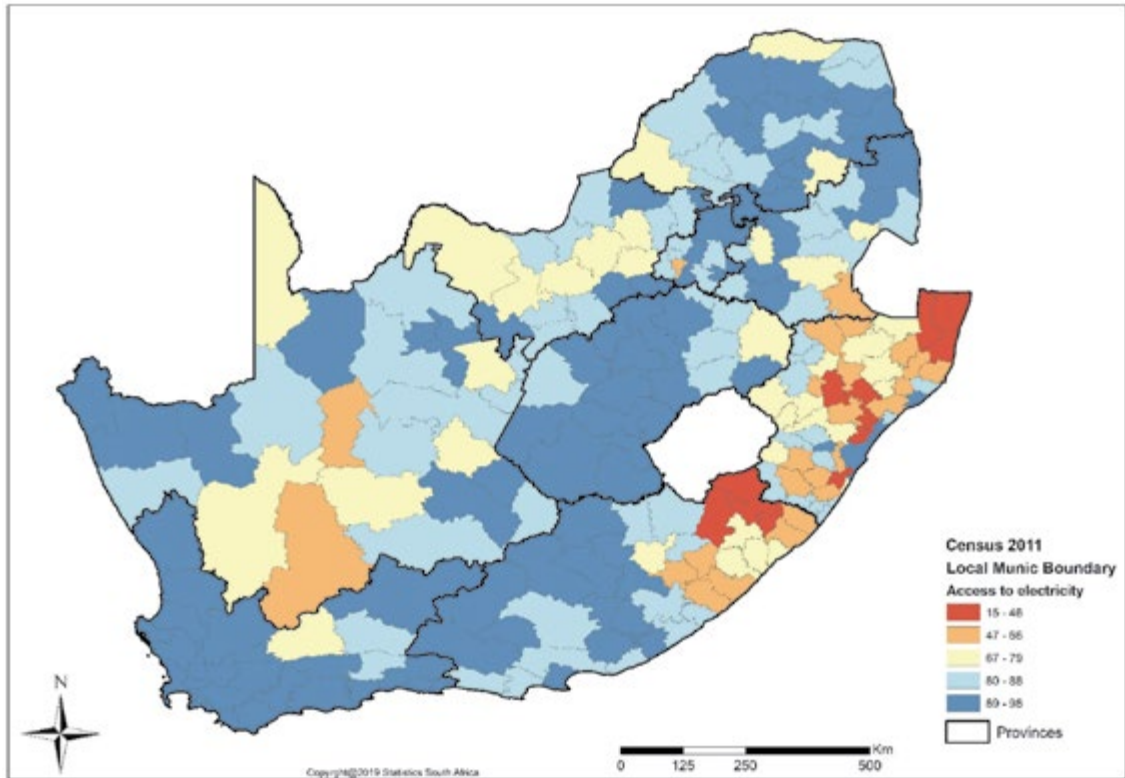 Census 2011
Local Munic Boundary
Access to electricity
15 - 46
47 - 66
67 - 79
80 - 88
89 - 98
Provinces
N
Km
0 125 250 500
Copyright@2019 Statistics South Africa